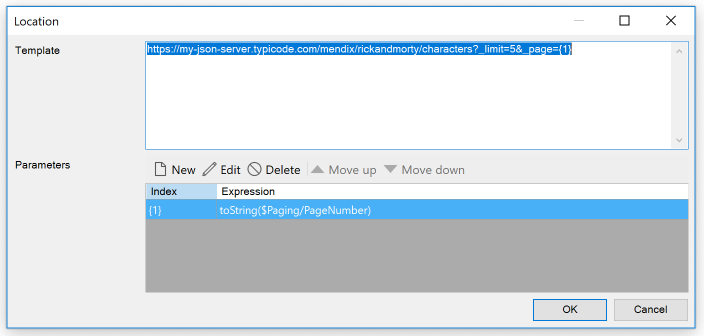 Location
Template
https://my-json-server.typicode.com/mendix/rickandmorty/characters?_limit=5&_page={1}
Parameters
New Edit Delete Move up Move down
Index Expression
{1} toString($Paging/PageNumber)
OK Cancel